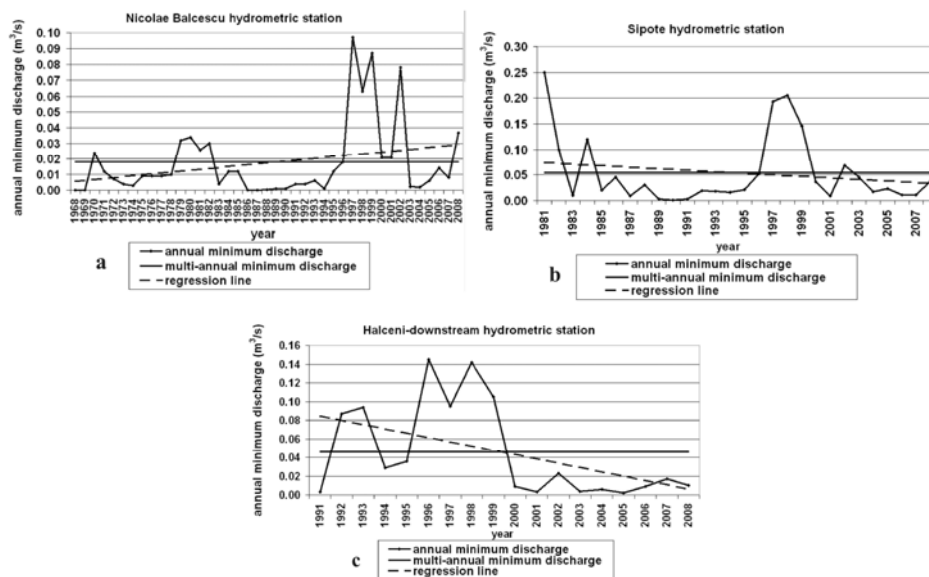 Nicolae Balcescu hydrometric station
annual minimum discharge (m³/s)
0.10
0.09
0.08
0.07
0.06
0.05
0.04
0.03
0.02
0.01
0.00
1968 1969 1970 1971 1972 1973 1974 1975 1976 1977 1978 1979 1980 1981 1982 1983 1984 1985 1986 1987 1988 1989 1990 1991 1992 1993 1994 1995 1996 1997 1998 1999 2000 2001 2002 2003 2004 2005 2006 2007 2008
year
a
annual minimum discharge
multi-annual minimum discharge
regression line
Sipote hydrometric station
annual minimum discharge (m³/s)
0.30
0.25
0.20
0.15
0.10
0.05
0.00
1981 1983 1985 1987 1989 1991 1993 1995 1997 1999 2001 2003 2005 2007
year
b
annual minimum discharge
multi-annual minimum discharge
regression line
Halceni-downstream hydrometric station
annual minimum discharge (m³/s)
0.16
0.14
0.12
0.10
0.08
0.06
0.04
0.02
0.00
1991 1992 1993 1994 1995 1996 1997 1998 1999 2000 2001 2002 2003 2004 2005 2006 2007 2008
year
c
annual minimum discharge
multi-annual minimum discharge
regression line